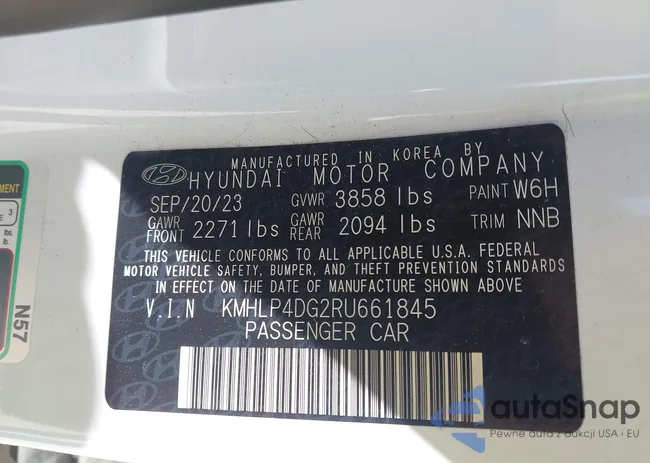 MANUFACTURED IN KOREA BY
HYUNDAI MOTOR COMPANY
SEP/20/23 GVWR 3858 lbs PAINT W6H
GAWR FRONT 2271 lbs GAWR REAR 2094 lbs TRIM NNB
THIS VEHICLE CONFORMS TO ALL APPLICABLE U.S.A. FEDERAL
MOTOR VEHICLE SAFETY, BUMPER, AND THEFT PREVENTION STANDARDS
IN EFFECT ON THE DATE OF MANUFACTURE SHOWN ABOVE
V.I.N KMHLP4DG2RU661845
PASSENGER CAR
N57
autaSnap
Pewne auta z aukcji USA i EU